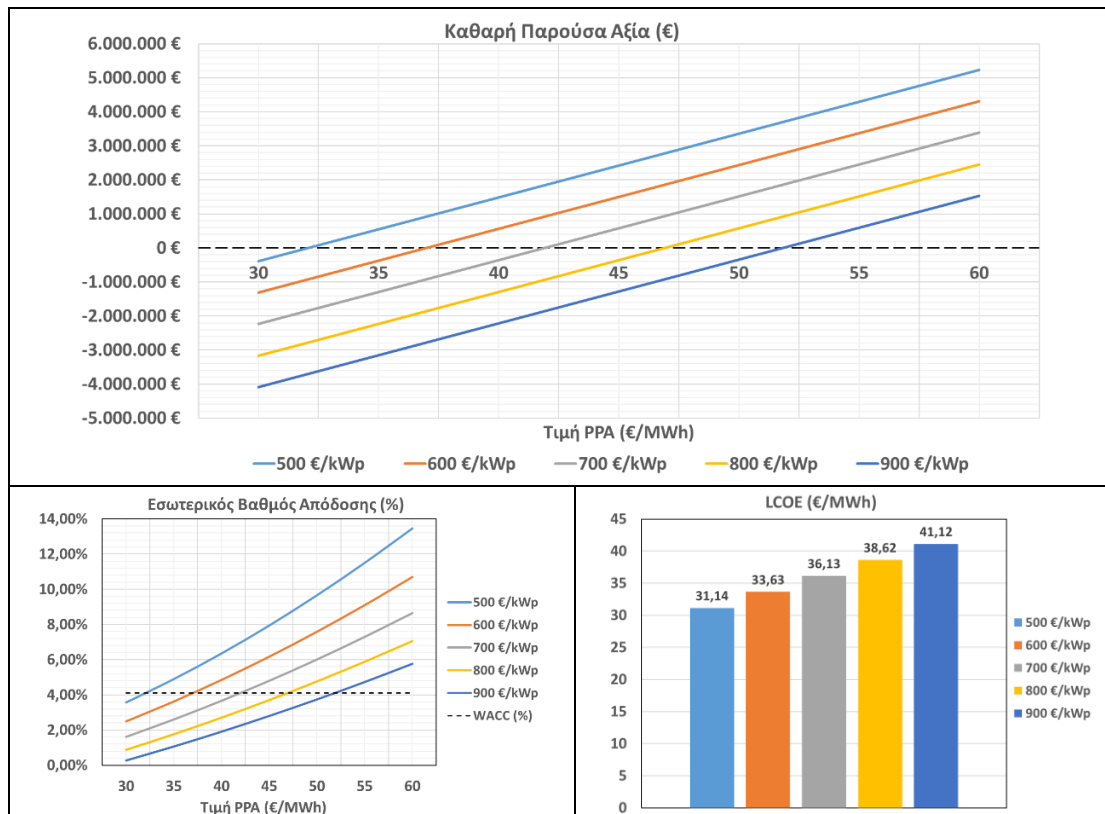 Καθαρή Παρούσα Αξία (€)
6.000.000 €
5.000.000 €
4.000.000 €
3.000.000 €
2.000.000 €
1.000.000 €
0 €
-1.000.000 €
-2.000.000 €
-3.000.000 €
-4.000.000 €
-5.000.000 €
30 35 40 45 50 55 60
Τιμή PPA (€/MWh)
500 €/kWp 600 €/kWp 700 €/kWp 800 €/kWp 900 €/kWp
Εσωτερικός Βαθμός Απόδοσης (%)
14,00%
12,00%
10,00%
8,00%
6,00%
4,00%
2,00%
0,00%
30 35 40 45 50 55 60
Τιμή PPA (€/MWh)
500 €/kWp
600 €/kWp
700 €/kWp
800 €/kWp
900 €/kWp
WACC (%)
LCOE (€/MWh)
45
40
35
30
25
20
15
10
5
0
31,14 33,63 36,13 38,62 41,12
500 €/kWp
600 €/kWp
700 €/kWp
800 €/kWp
900 €/kWp